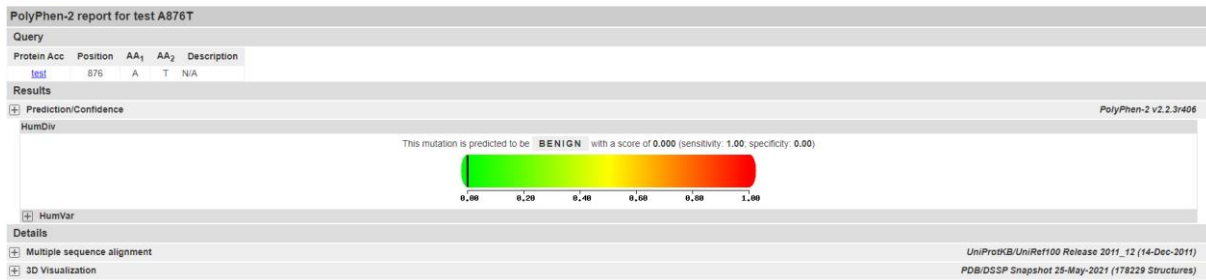 PolyPhen-2 report for test A876T
Query
Protein Acc Position AA1 AA2 Description
test 876 A T N/A
Results
Prediction/Confidence PolyPhen-2 v2.2.3r406
HumDiv
This mutation is predicted to be BENIGN with a score of 0.000 (sensitivity: 1.00; specificity: 0.00)
0.00 0.20 0.40 0.60 0.80 1.00
HumVar
Details
Multiple sequence alignment UniProtKB/UniRef100 Release 2011_12 (14-Dec-2011)
3D Visualization PDB/DSSP Snapshot 25-May-2021 (178229 Structures)